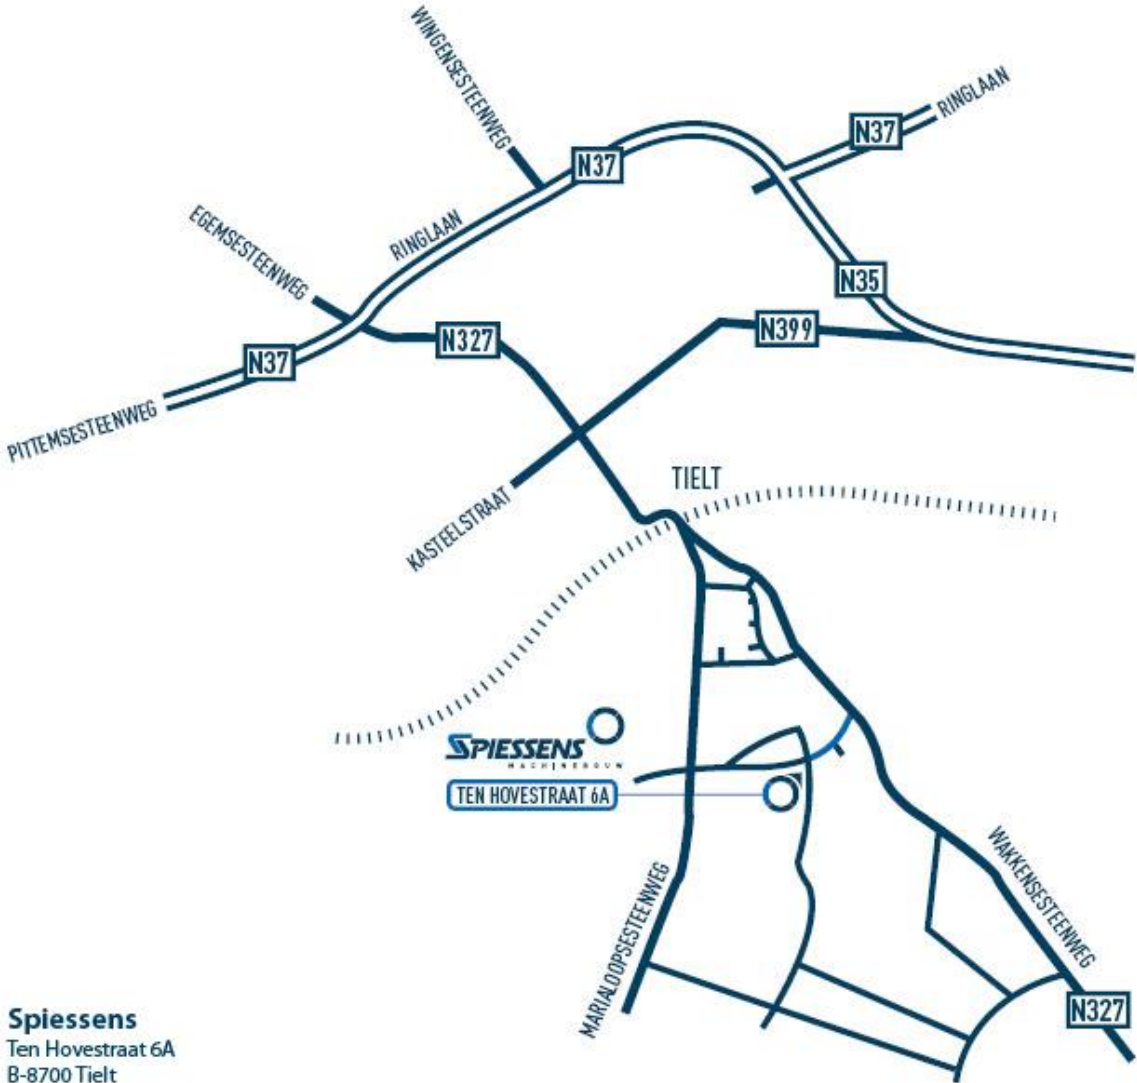 WINGENSESTEENWEG
RINGLAAN
N37
N37
EGEMSESTEENWEG
RINGLAAN
N35
N399
N327
N37
PITTEMSESTEENWEG
TIELT
KASTEELSTRAAT
SPIESSENS
MACHINEBOUW
TEN HOVESTRAAT 6A
WAKKENSESTEENWEG
MARIALOOPSESTEENWEG
N327
Spiessens
Ten Hovestraat 6A
B-8700 Tielt